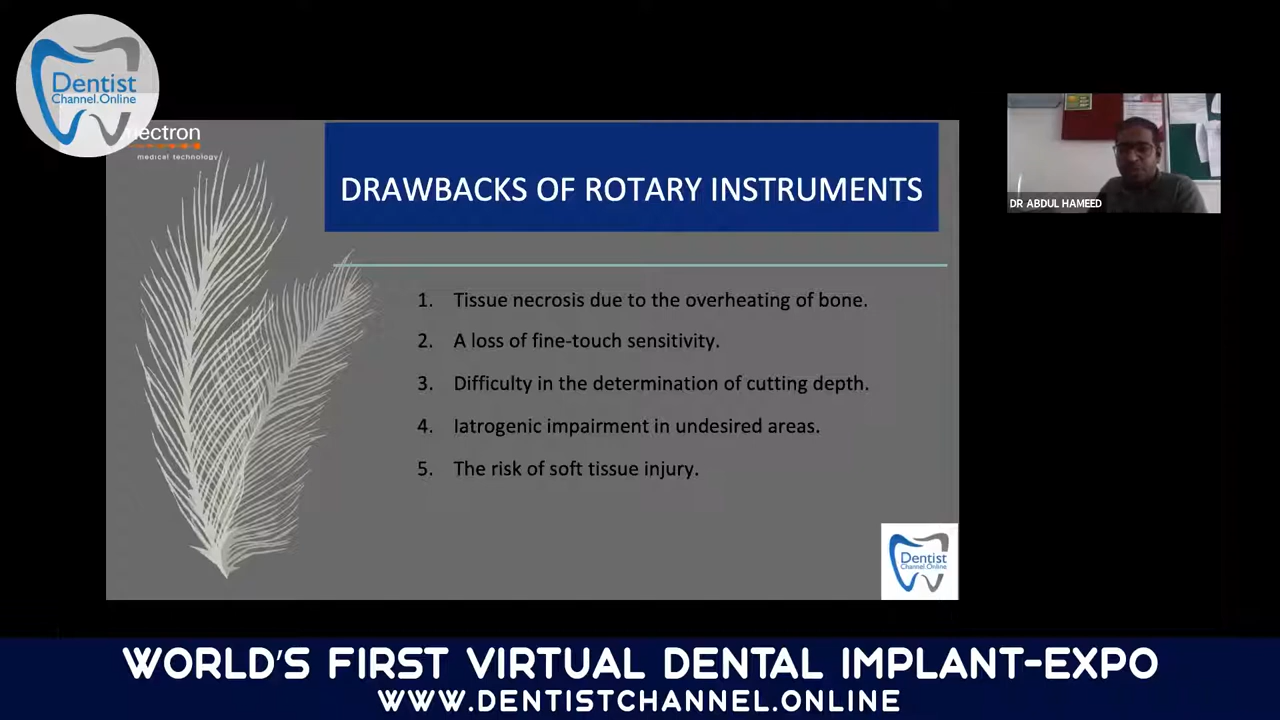 Dentist
Channel.Online
mectron
medical technology
DRAWBACKS OF ROTARY INSTRUMENTS
DR ABDUL HAMEED
1. Tissue necrosis due to the overheating of bone.
2. A loss of fine-touch sensitivity.
3. Difficulty in the determination of cutting depth.
4. Iatrogenic impairment in undesired areas.
5. The risk of soft tissue injury.
Dentist
Channel.Online
WORLD'S FIRST VIRTUAL DENTAL IMPLANT-EXPO
WWW.DENTISTCHANNEL.ONLINE